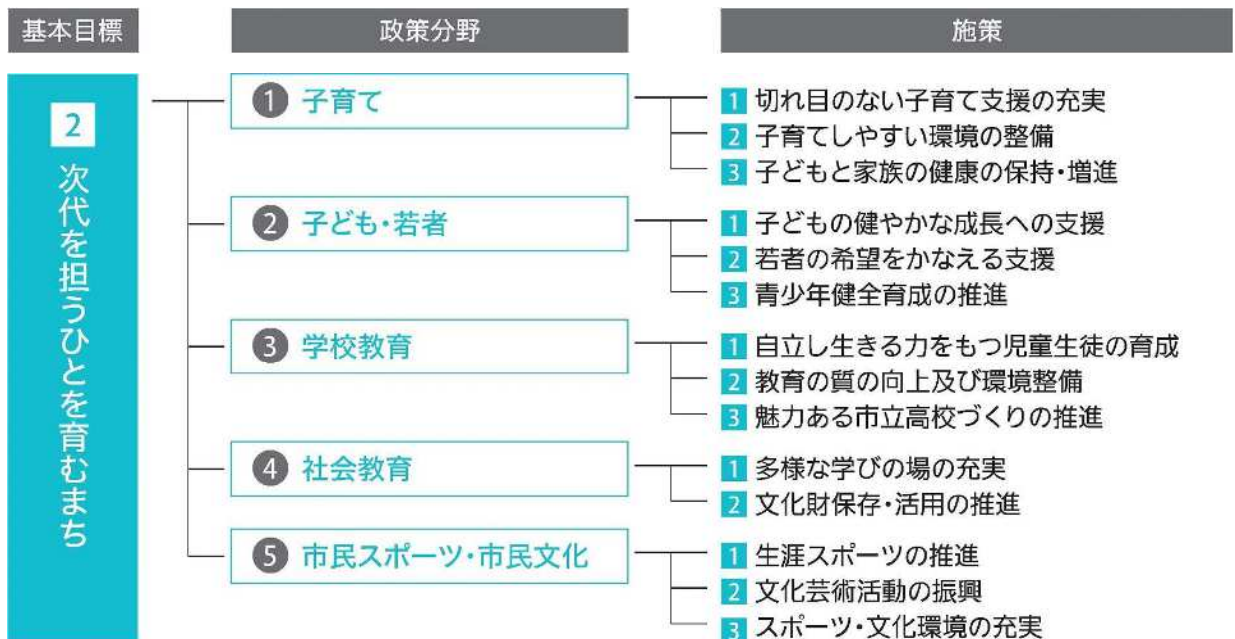 基本目標
政策分野
施策
2 次代を担うひとを育むまち
1 子育て
1 切れ目のない子育て支援の充実
2 子育てしやすい環境の整備
3 子どもと家族の健康の保持・増進
2 子ども・若者
1 子どもの健やかな成長への支援
2 若者の希望をかなえる支援
3 青少年健全育成の推進
3 学校教育
1 自立し生きる力をもつ児童生徒の育成
2 教育の質の向上及び環境整備
3 魅力ある市立高校づくりの推進
4 社会教育
1 多様な学びの場の充実
2 文化財保存・活用の推進
5 市民スポーツ・市民文化
1 生涯スポーツの推進
2 文化芸術活動の振興
3 スポーツ・文化環境の充実